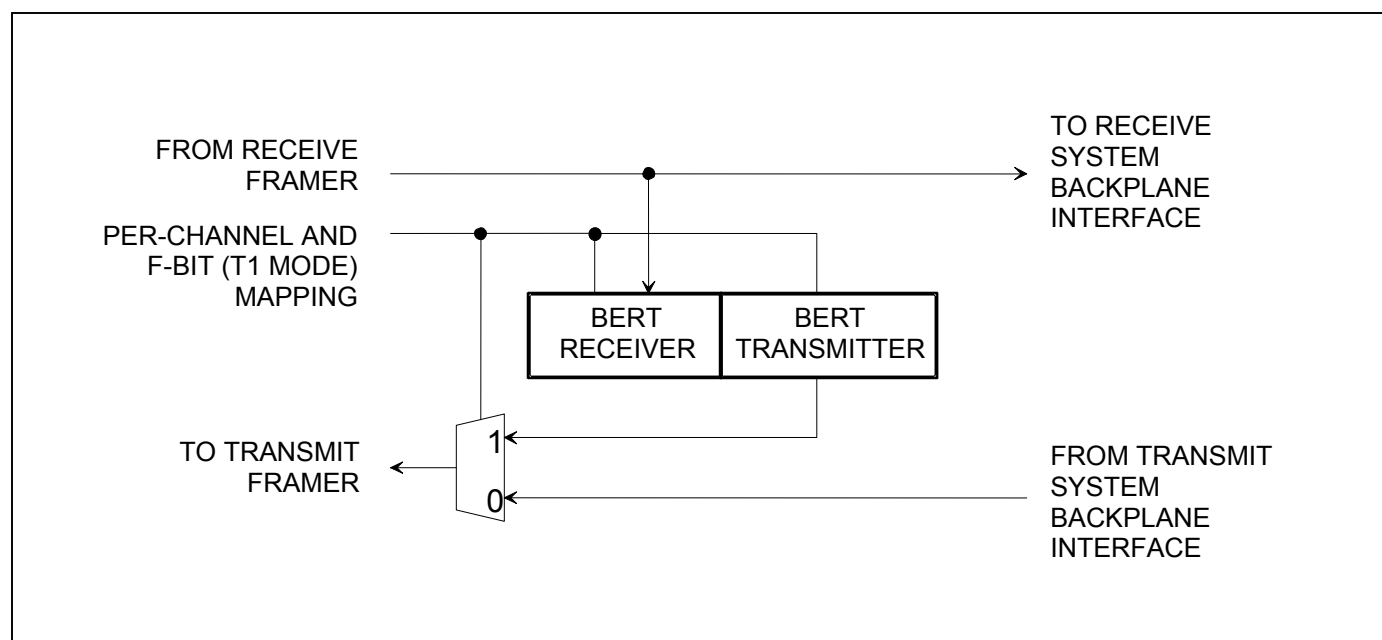 FROM RECEIVE
FRAMER
TO RECEIVE
SYSTEM
BACKPLANE
INTERFACE
PER-CHANNEL AND
F-BIT (T1 MODE)
MAPPING
BERT
RECEIVER
BERT
TRANSMITTER
1
0
TO TRANSMIT
FRAMER
FROM TRANSMIT
SYSTEM
BACKPLANE
INTERFACE